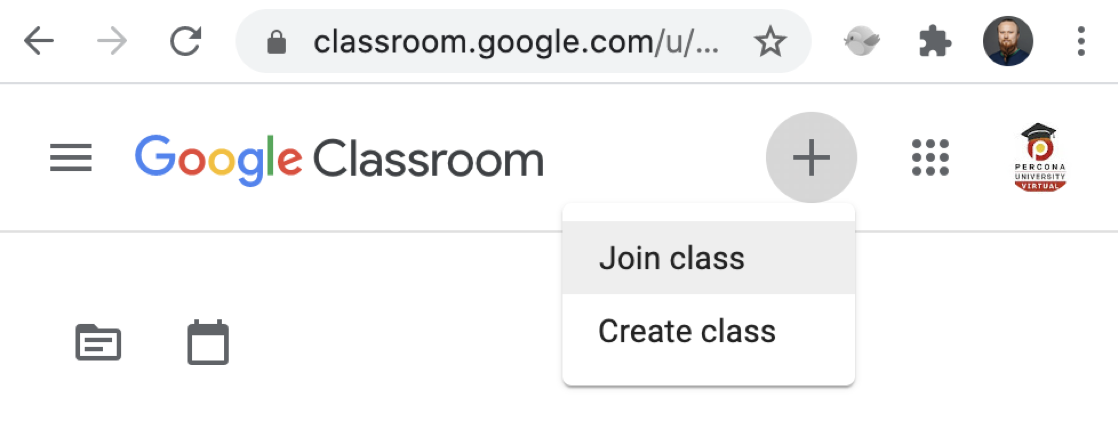 classroom.google.com/u/...
Google Classroom
PERCONA
UNIVERSITY
VIRTUAL
Join class
Create class